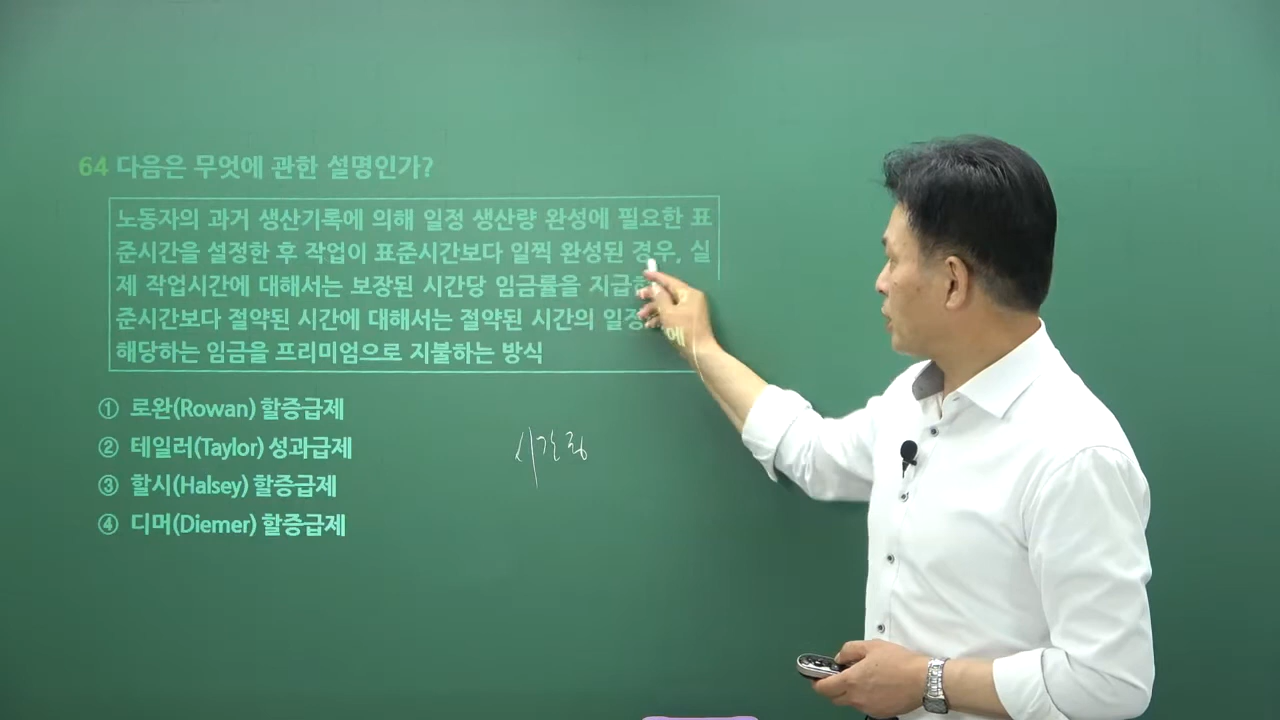 64 다음은 무엇에 관한 설명인가?
노동자의 과거 생산기록에 의해 일정 생산량 완성에 필요한 표
준시간을 설정한 후 작업이 표준시간보다 일찍 완성된 경우, 실
제 작업시간에 대해서는 보장된 시간당 임금률을
준시간보다 절약된 시간에 대해서는 절약된 시간의
해당하는 임금을 프리미엄으로 지불하는 방식
① 로완(Rowan) 할증급제
② 테일러(Taylor) 성과급제
③ 할시(Halsey) 할증급제
④ 디머(Diemer) 할증급제